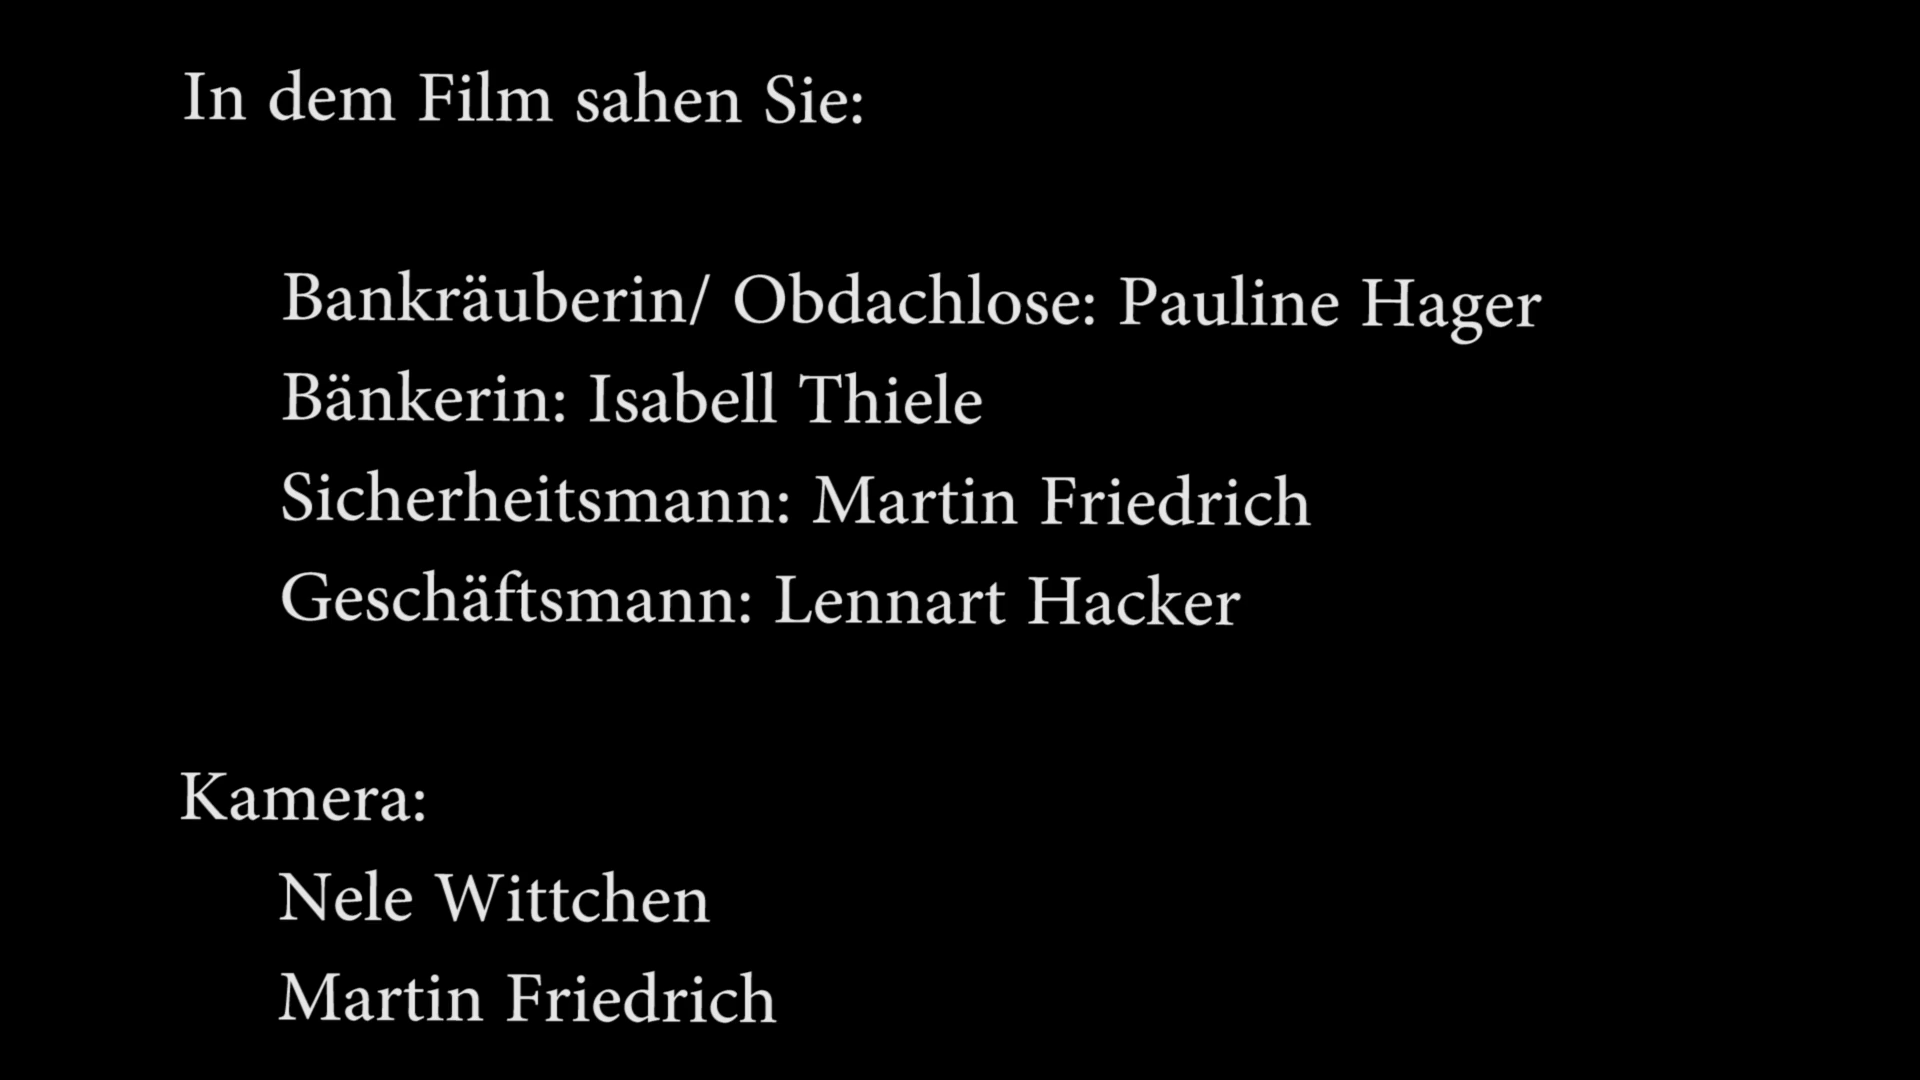 In dem Film sahen Sie:
Bankräuberin/ Obdachlose: Pauline Hager
Bänkerin: Isabell Thiele
Sicherheitsmann: Martin Friedrich
Geschäftsmann: Lennart Hacker
Kamera:
Nele Wittchen
Martin Friedrich